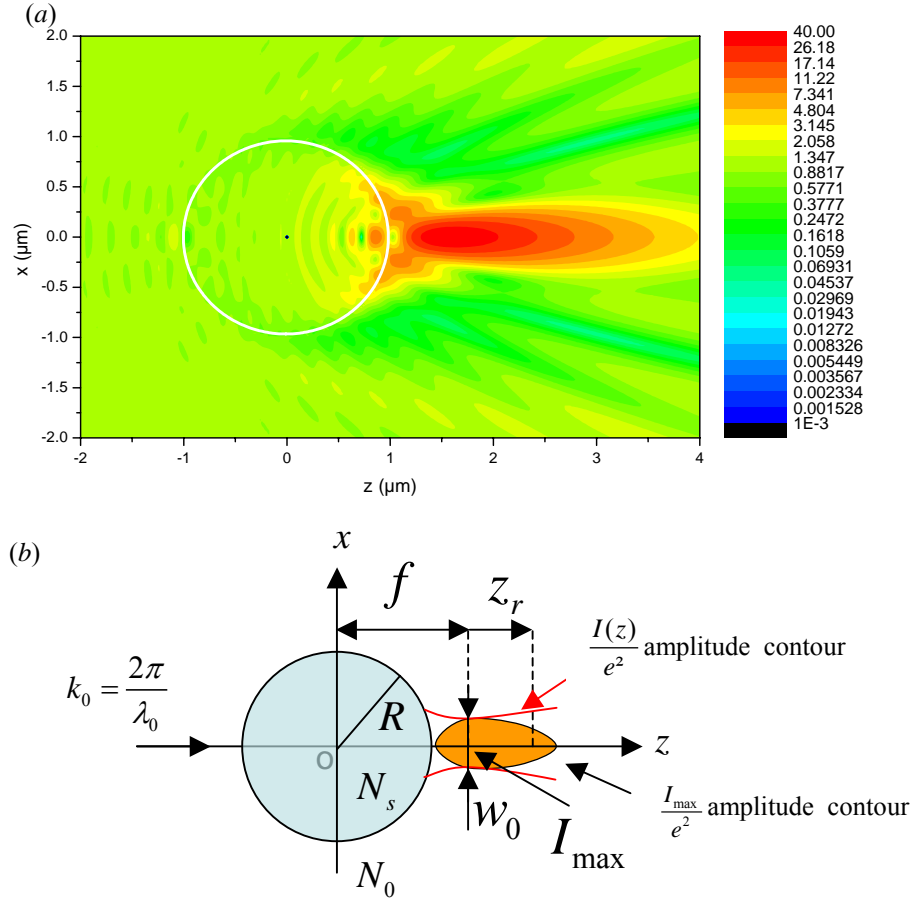 (a)
2.0
1.5
1.0
0.5
0.0
-0.5
-1.0
-1.5
-2.0
x (µm)
-2 -1 0 1 2 3 4
z (µm)
40.00
26.18
17.14
11.22
7.341
4.804
3.145
2.058
1.347
0.8817
0.5771
0.3777
0.2472
0.1618
0.1059
0.06931
0.04537
0.02969
0.01943
0.01272
0.008326
0.005449
0.003567
0.002334
0.001528
1E-3
(b)
x
f
z_r
I(z)/e² amplitude contour
k_0 = 2π/λ_0
R
z
O
N_s
w_0
I_max
I_max/e² amplitude contour
N_0